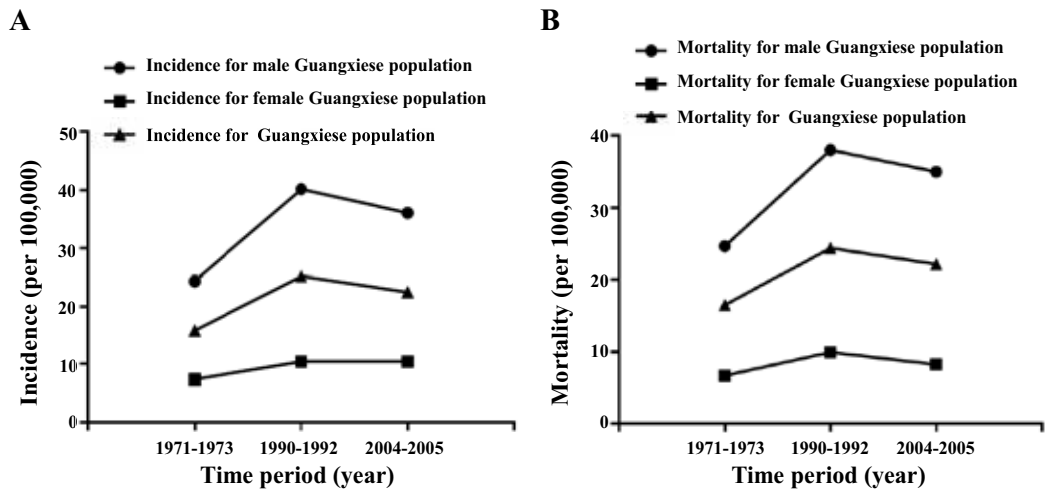 A
Incidence for male Guangxiese population
Incidence for female Guangxiese population
Incidence for Guangxiese population
Incidence (per 100,000)
50
40
30
20
10
0
1971-1973 1990-1992 2004-2005
Time period (year)
B
Mortality for male Guangxiese population
Mortality for female Guangxiese population
Mortality for Guangxiese population
Mortality (per 100,000)
40
30
20
10
0
1971-1973 1990-1992 2004-2005
Time period (year)